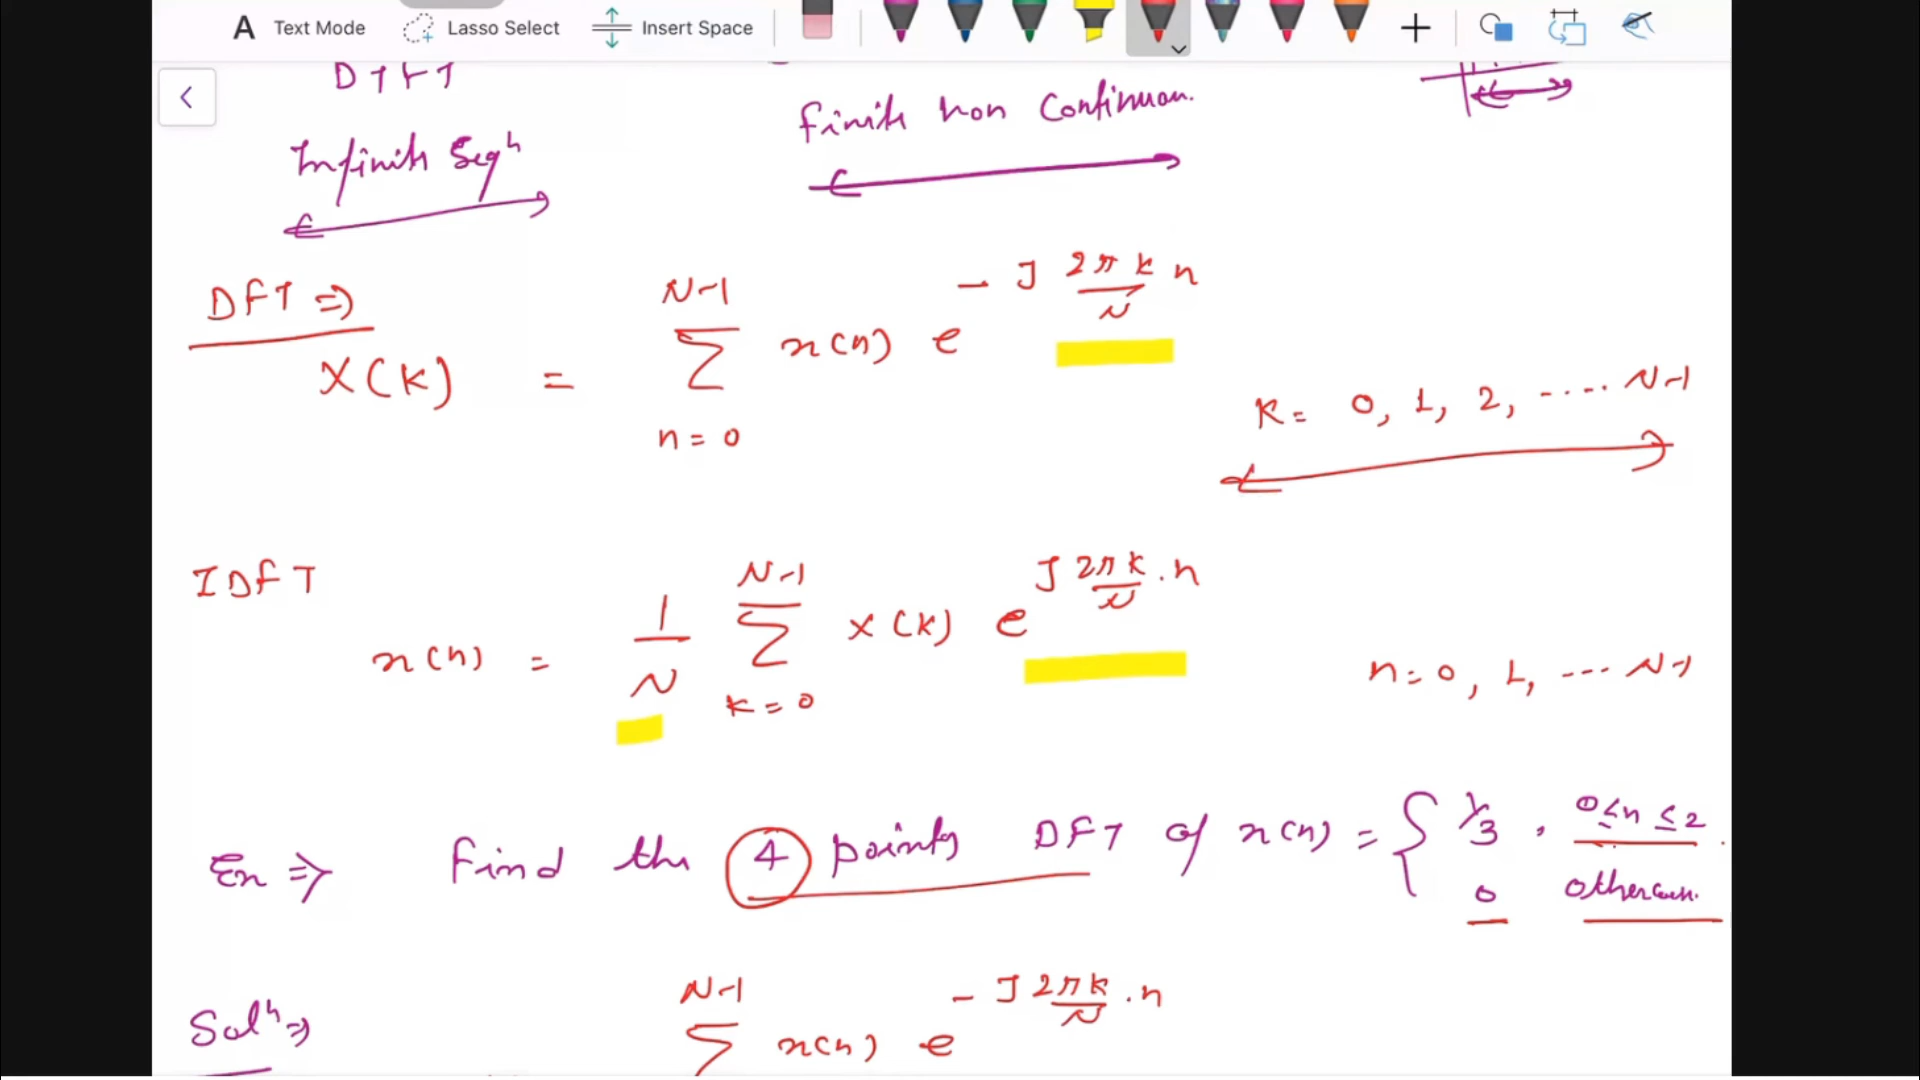 A Text Mode Lasso Select Insert Space
DTFT
Infinite Seqⁿ
finite non Continuou.
DFT ⇒
X(K) = N-1 ∑ n=0 x(n) e^{-J 2πk/N n}
K = 0, 1, 2, ..... N-1
IDFT
x(n) = 1/N N-1 ∑ k=0 X(K) e^{J 2πk/N . n}
n = 0, 1, --- N-1
Ex ⇒ Find the 4 points DFT of x(n) = { 1/3 , 0≤n≤2 .
0
Solⁿ ⇒
N-1 ∑ x(n) e^{-J 2πk/N . n}